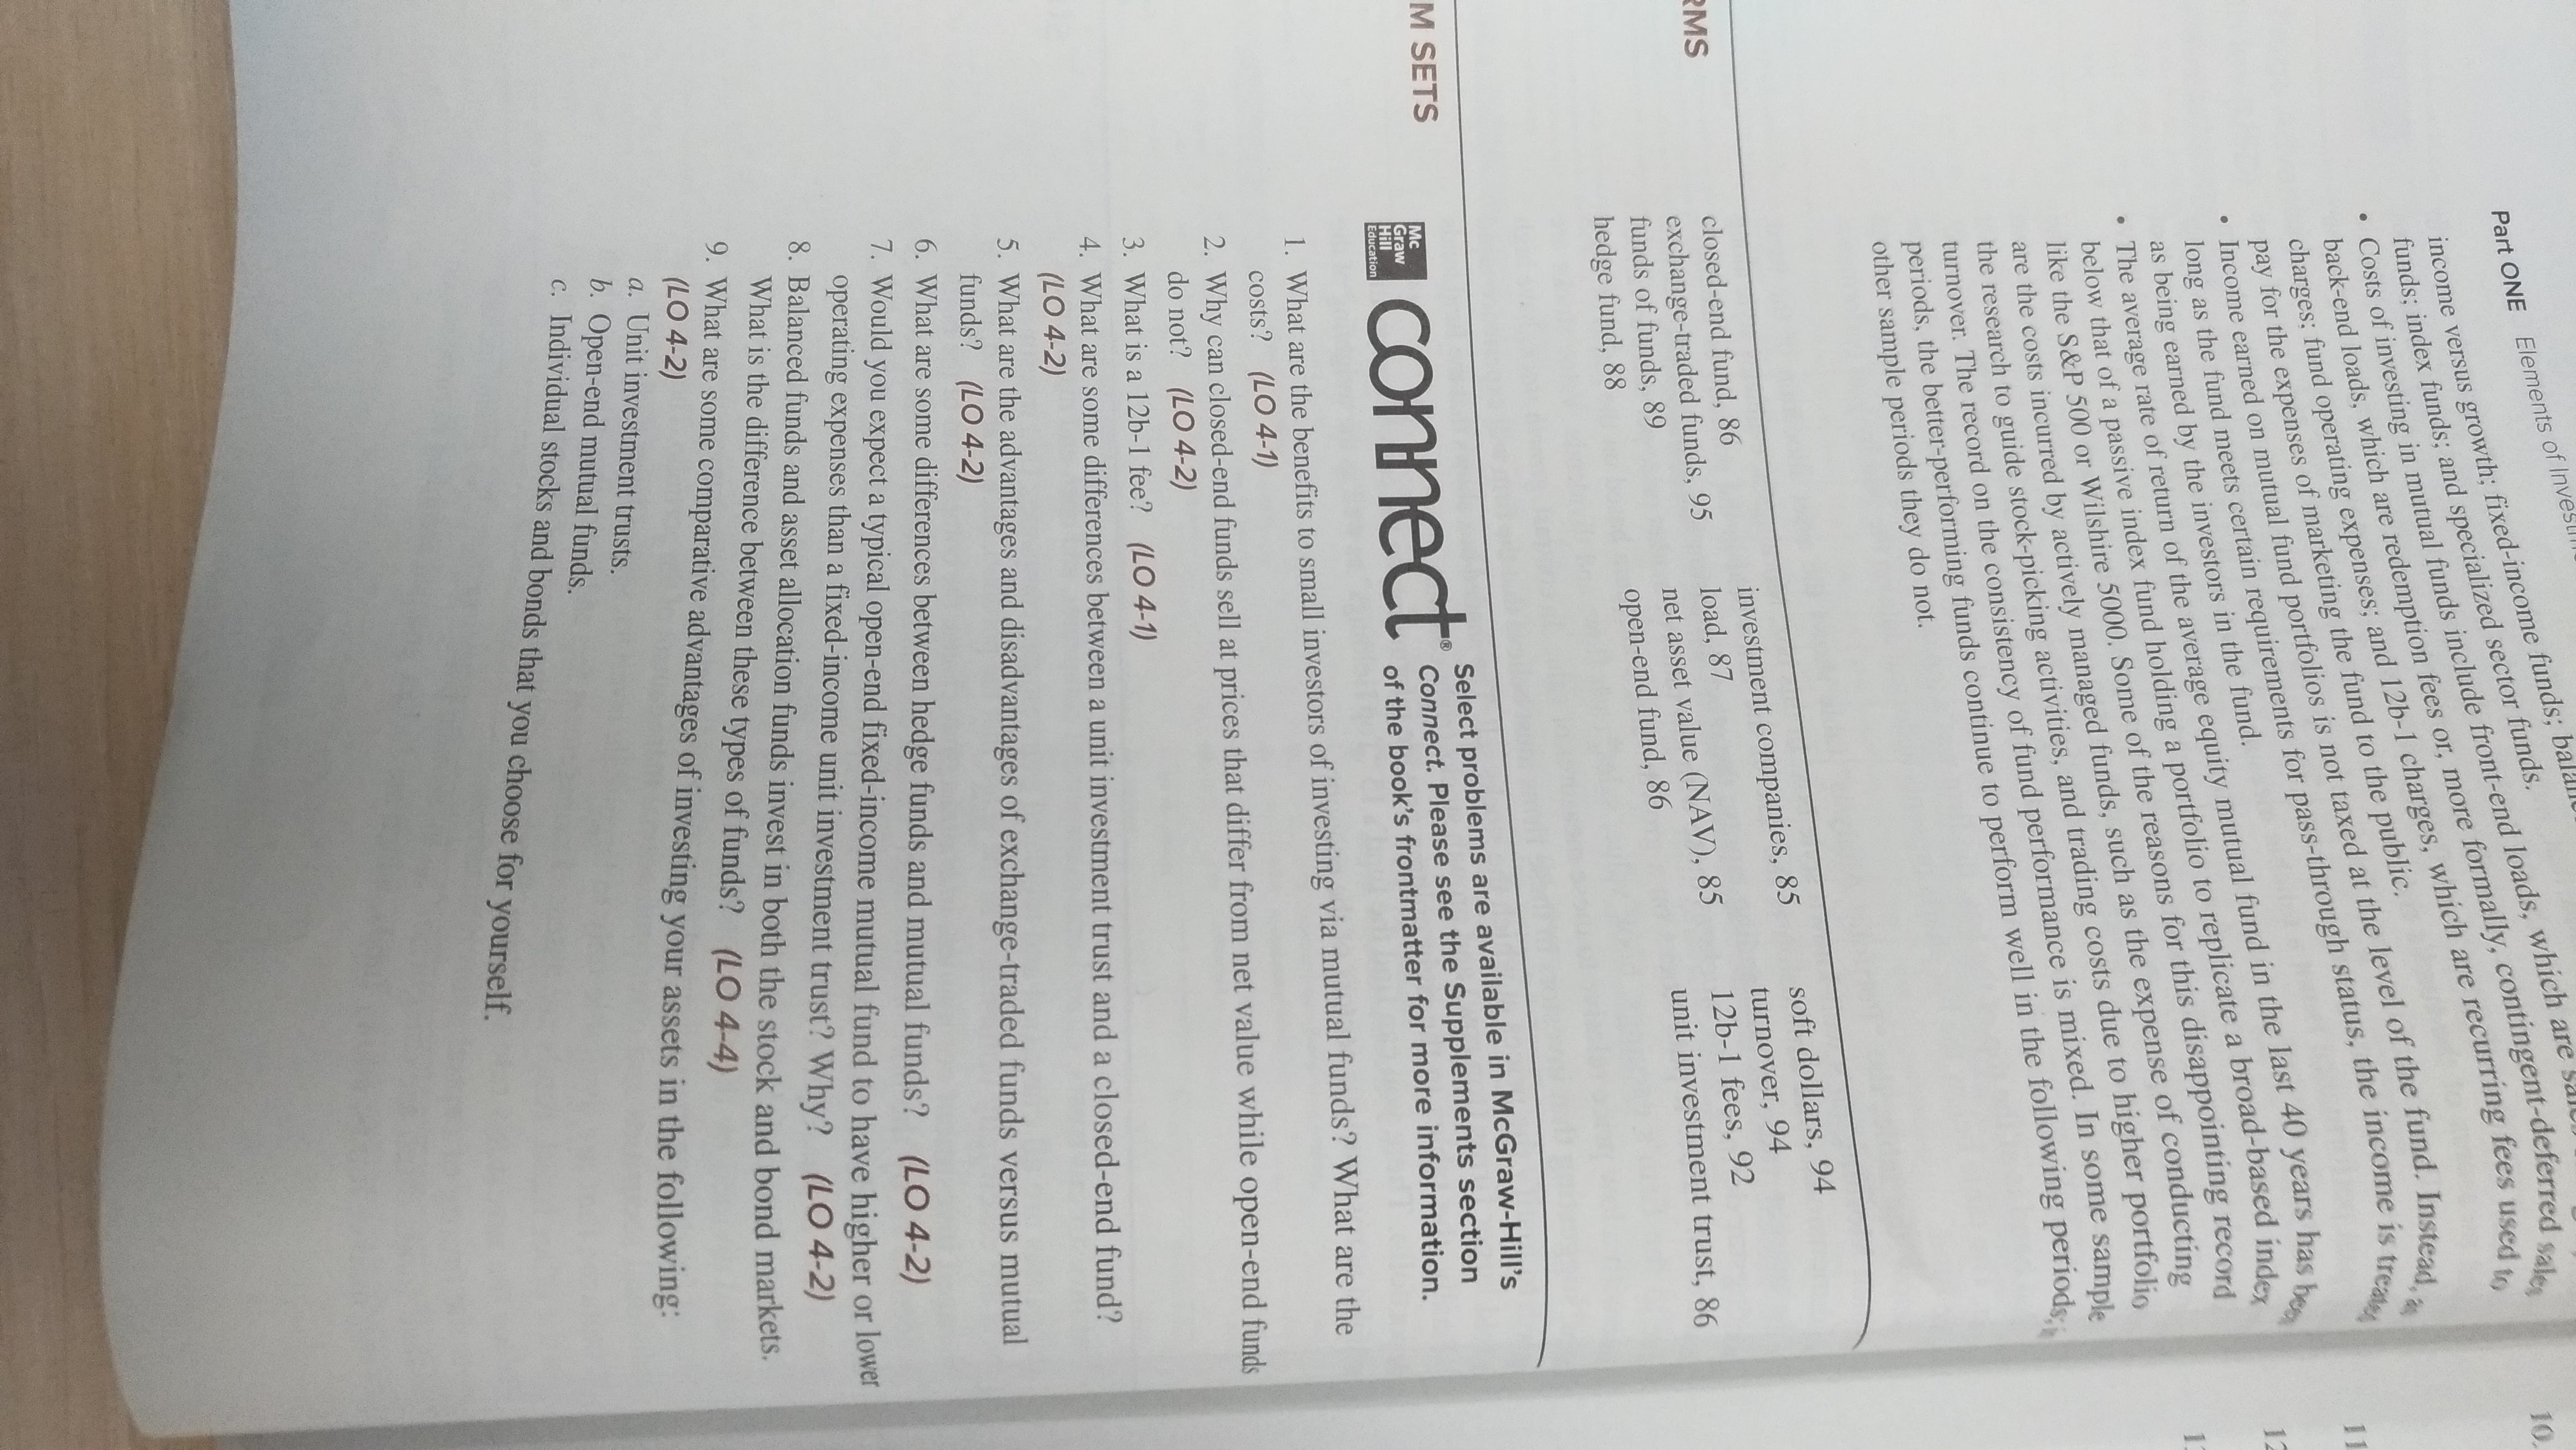 Part ONE Elements of
income versus growth; fixed-income funds;
funds; index funds; and specialized sector funds.
• Costs of investing in mutual funds include front-end loads, which are
back-end loads, which are redemption fees or, more formally, contingent-deferred sales
charges; fund operating expenses; and 12b-1 charges, which are recurring fees used to
pay for the expenses of marketing the fund to the public.
• Income earned on mutual fund portfolios is not taxed at the level of the fund. Instead, as
long as the fund meets certain requirements for pass-through status, the income is treated
as being earned by the investors in the fund.
• The average rate of return of the average equity mutual fund in the last 40 years has been
below that of a passive index fund holding a portfolio to replicate a broad-based index
like the S&P 500 or Wilshire 5000. Some of the reasons for this disappointing record
are the costs incurred by actively managed funds, such as the expense of conducting
the research to guide stock-picking activities, and trading costs due to higher portfolio
turnover. The record on the consistency of fund performance is mixed. In some sample
periods, the better-performing funds continue to perform well in the following periods;
other sample periods they do not.
RMS
closed-end fund, 86
exchange-traded funds, 95
funds of funds, 89
hedge fund, 88
investment companies, 85
load, 87
net asset value (NAV), 85
open-end fund, 86
soft dollars, 94
turnover, 94
12b-1 fees, 92
unit investment trust, 86
M SETS
Mc
Graw
Hill
Education
connect®
Select problems are available in McGraw-Hill's
Connect. Please see the Supplements section
of the book's frontmatter for more information.
1. What are the benefits to small investors of investing via mutual funds? What are the
costs? (LO 4-1)
2. Why can closed-end funds sell at prices that differ from net value while open-end funds
do not? (LO 4-2)
3. What is a 12b-1 fee? (LO 4-1)
4. What are some differences between a unit investment trust and a closed-end fund?
(LO 4-2)
5. What are the advantages and disadvantages of exchange-traded funds versus mutual
funds? (LO 4-2)
6. What are some differences between hedge funds and mutual funds? (LO 4-2)
7. Would you expect a typical open-end fixed-income mutual fund to have higher or lower
operating expenses than a fixed-income unit investment trust? Why? (LO 4-2)
8. Balanced funds and asset allocation funds invest in both the stock and bond markets.
What is the difference between these types of funds? (LO 4-4)
9. What are some comparative advantages of investing your assets in the following:
(LO 4-2)
a. Unit investment trusts.
b. Open-end mutual funds.
c. Individual stocks and bonds that you choose for yourself.
10.
11
12